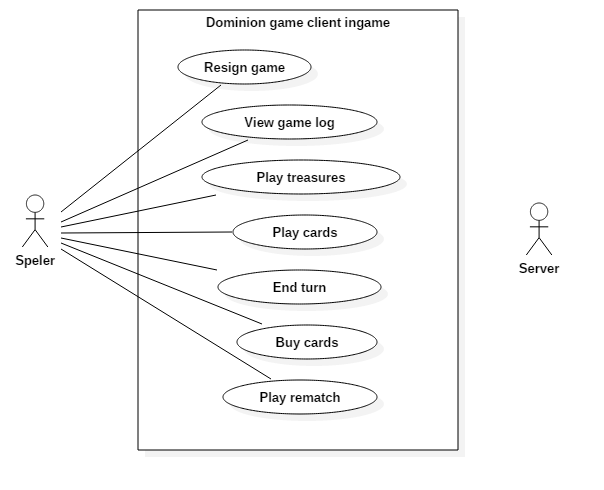 Dominion game client ingame
Resign game
View game log
Play treasures
Play cards
End turn
Buy cards
Play rematch
Speler
Server